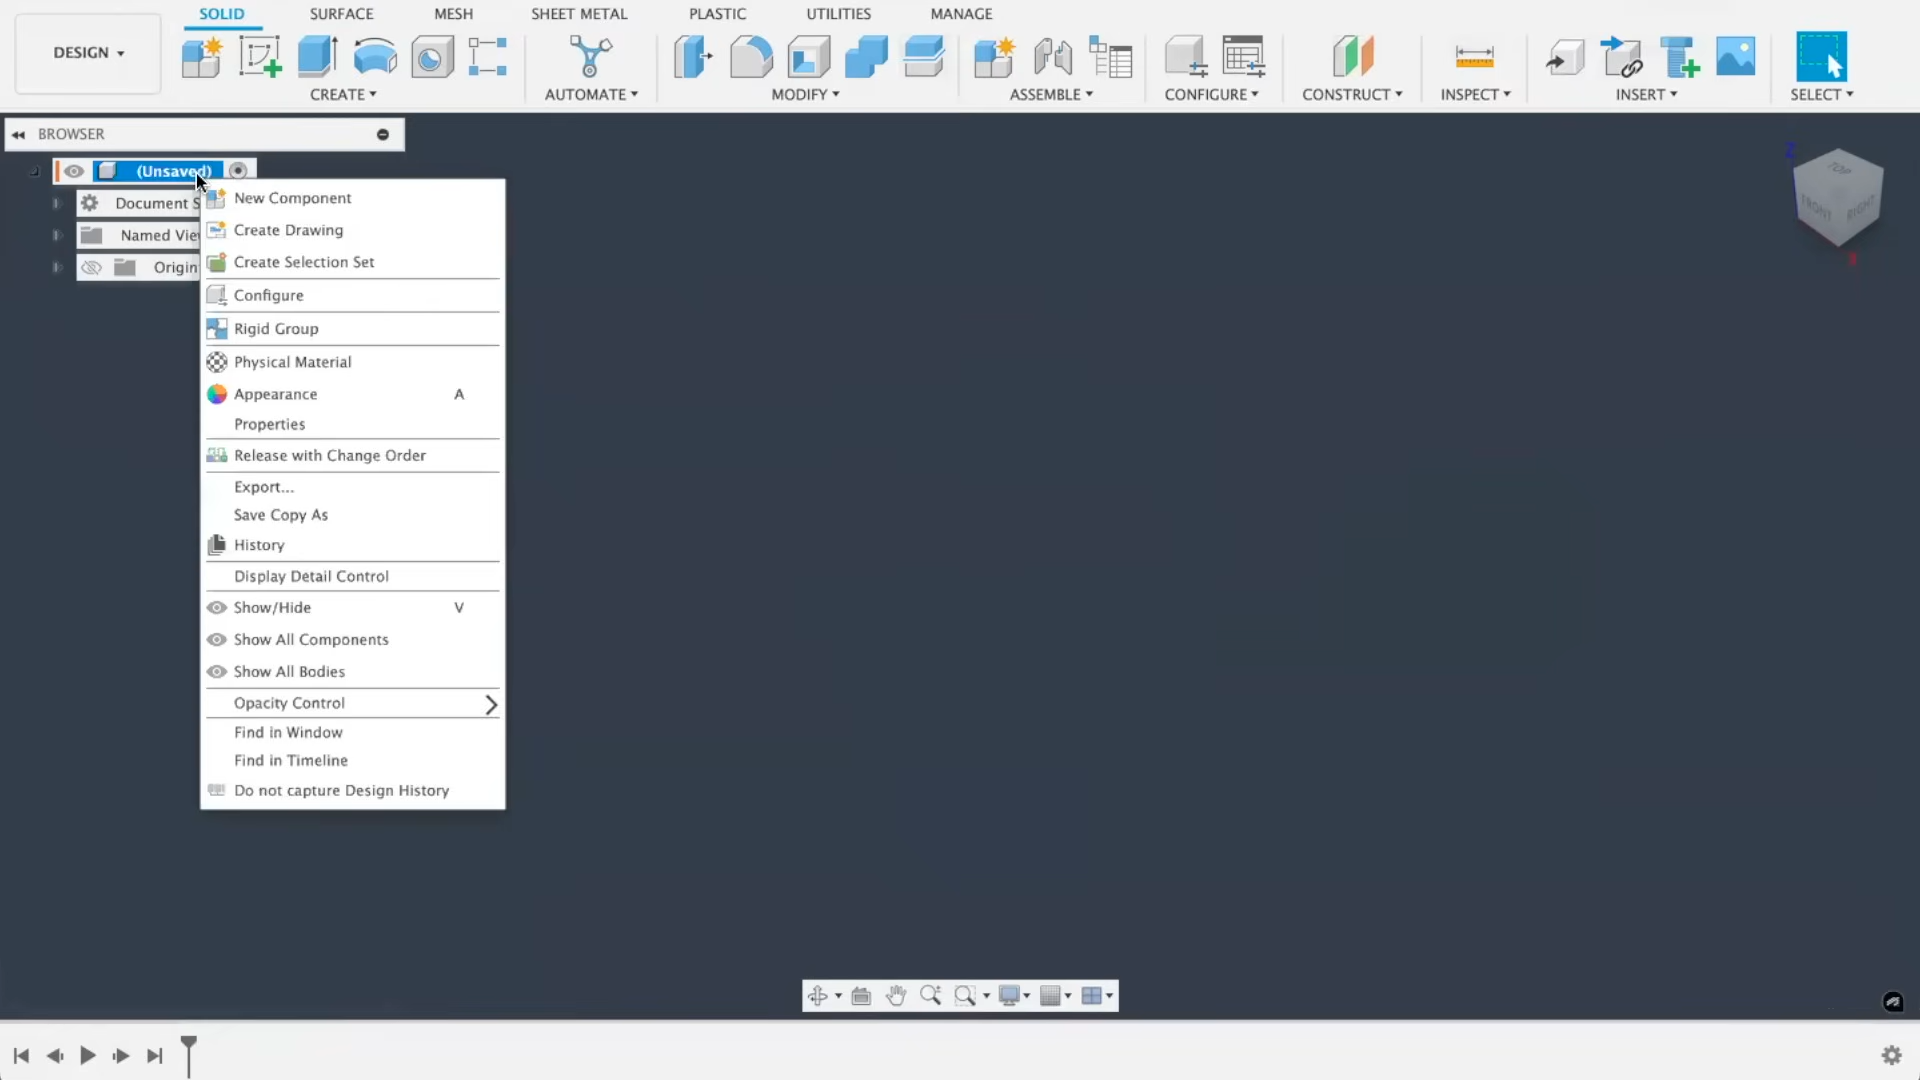 SOLID SURFACE MESH SHEET METAL PLASTIC UTILITIES MANAGE
DESIGN
CREATE AUTOMATE MODIFY ASSEMBLE CONFIGURE CONSTRUCT INSPECT INSERT SELECT
BROWSER
(Unsaved)
Document S
Named Vie
Origin
New Component
Create Drawing
Create Selection Set
Configure
Rigid Group
Physical Material
Appearance A
Properties
Release with Change Order
Export...
Save Copy As
History
Display Detail Control
Show/Hide V
Show All Components
Show All Bodies
Opacity Control
Find in Window
Find in Timeline
Do not capture Design History
Z
TOP
FRONT RIGHT
X